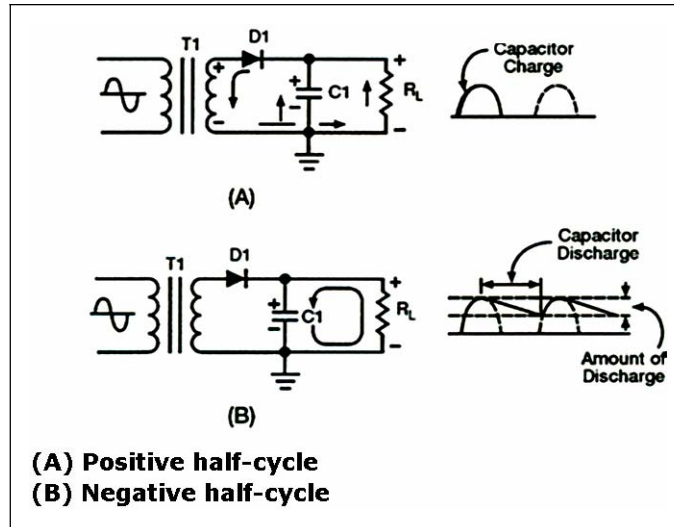 T1
D1
+
-
+
-
C1
+
-
RL
Capacitor
Charge
(A)
T1
D1
+
-
C1
+
-
RL
Capacitor
Discharge
Amount of
Discharge
(B)
(A) Positive half-cycle
(B) Negative half-cycle